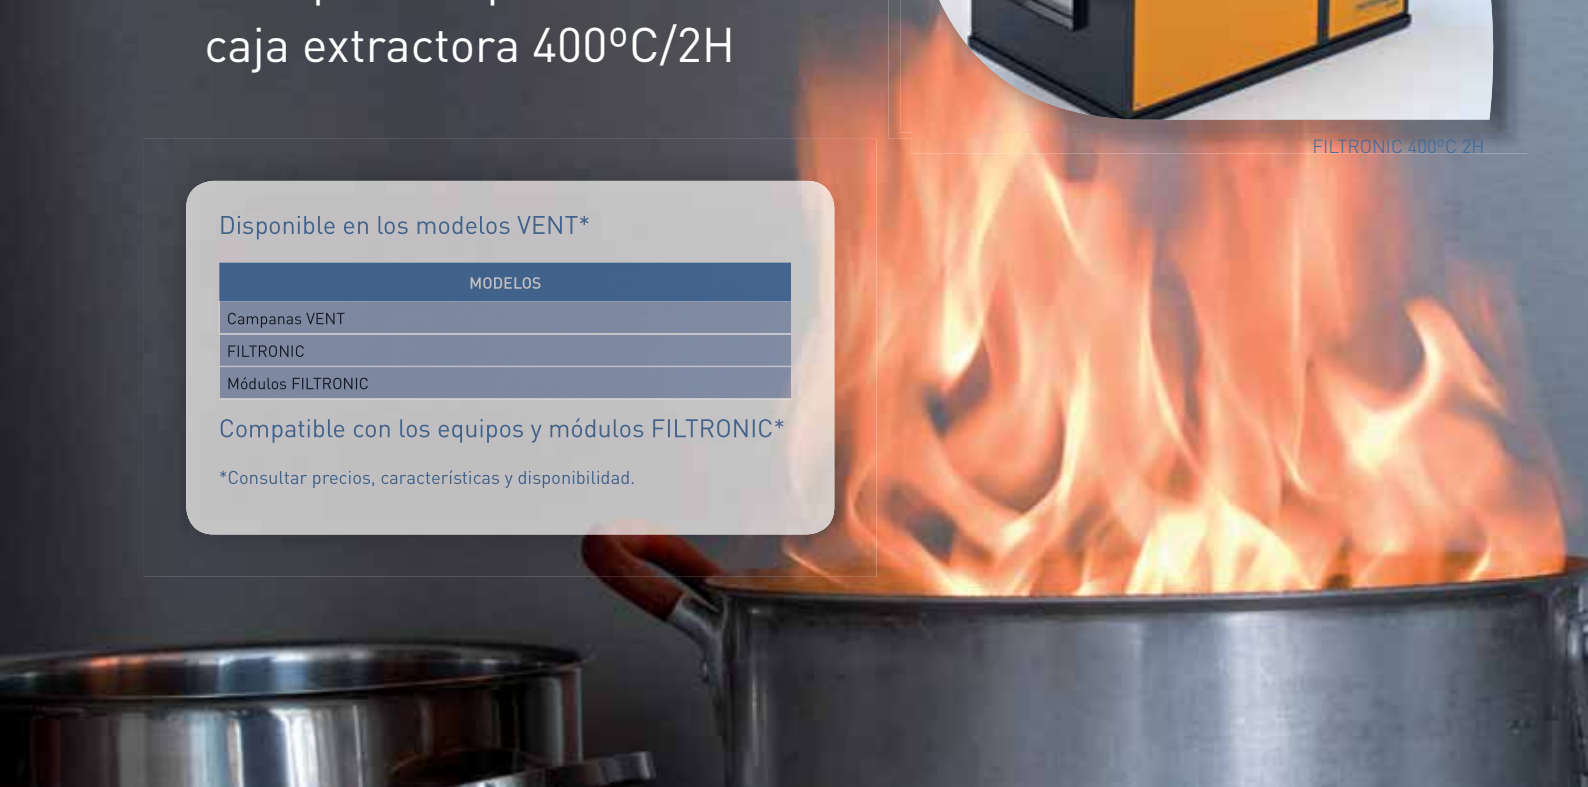 caja extractora 400ºC/2H
FILTRONIC 400ºC 2H
Disponible en los modelos VENT*
MODELOS
Campanas VENT
FILTRONIC
Módulos FILTRONIC
Compatible con los equipos y módulos FILTRONIC*
*Consultar precios, características y disponibilidad.